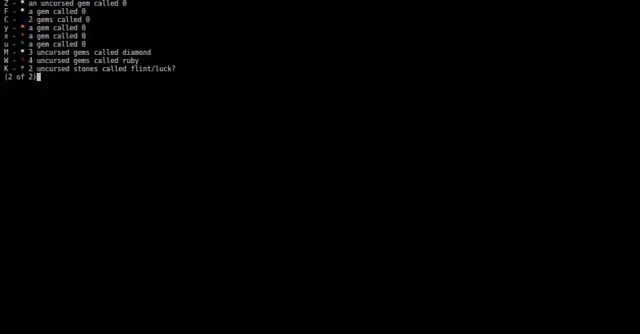 Z - * an uncursed gem called 0
F - * a gem called 0
C - 2 gems called 0
y - * a gem called 0
x - * a gem called 0
u - * a gem called 0
M - * 3 uncursed gems called diamond
W - * 4 uncursed gems called ruby
K - * 2 uncursed stones called flint/luck?
(2 of 2)